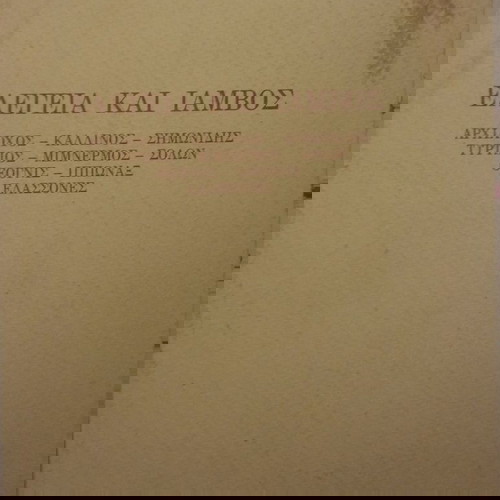 ΕΛΕΓΕΙΑ ΚΑΙ ΙΑΜΒΟΣ
ΑΡΧΙΛΟΧΟΣ – ΚΑΛΛΙΝΟΣ – ΣΗΜΩΝΙΔΗΣ
ΤΥΡΤΑΙΟΣ – ΜΙΜΝΕΡΜΟΣ – ΣΟΛΩΝ
ΘΕΟΓΝΙΣ – ΙΠΠΩΝΑΞ
ΕΛΑΣΣΟΝΕΣ